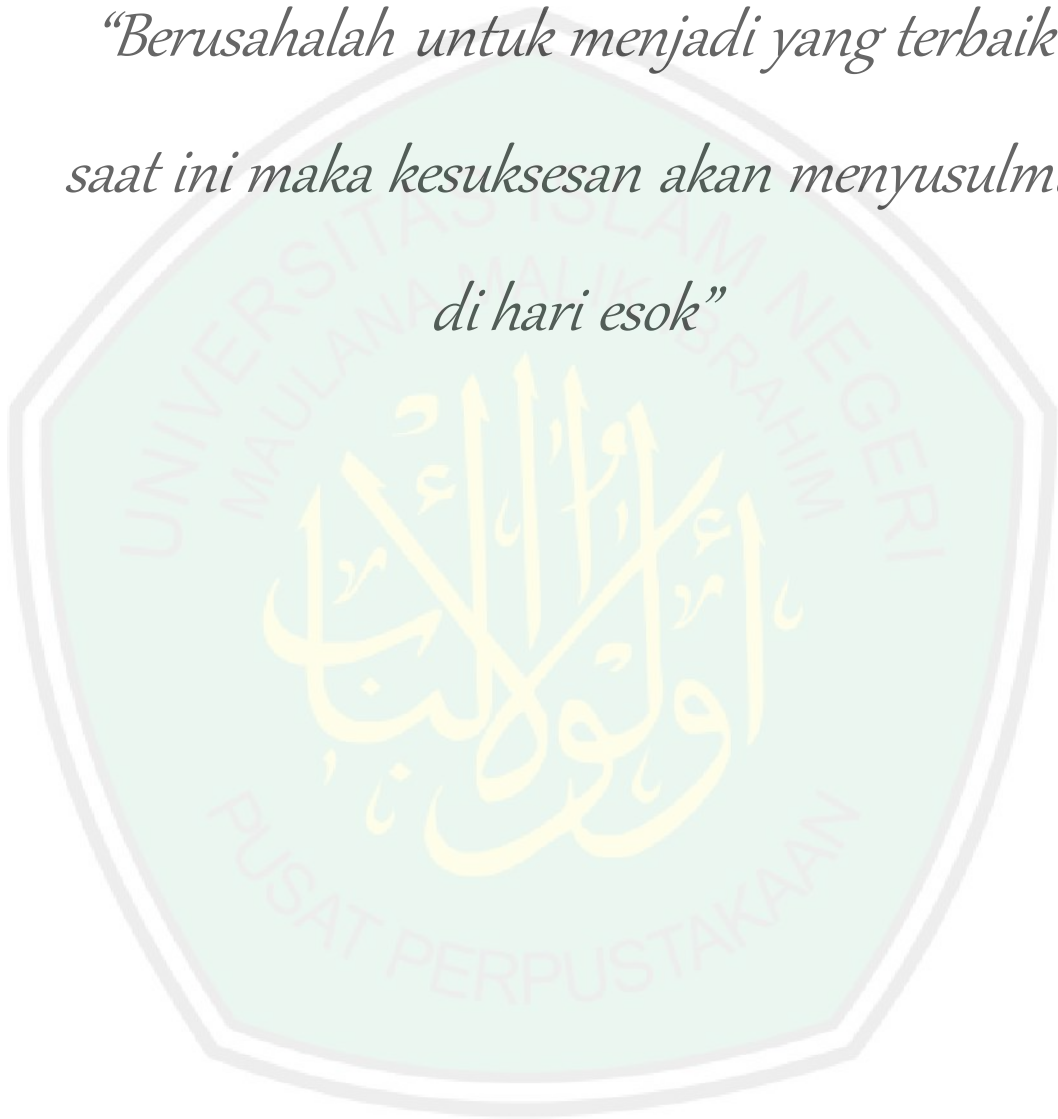 “Berusahalah untuk menjadi yang terbaik
saat ini maka kesuksesan akan
di hari esok”
UNIVERSITAS ISLAM NEGERI
MAULANA MALIK IBRAHIM
PUSAT PERPUSTAKAAN